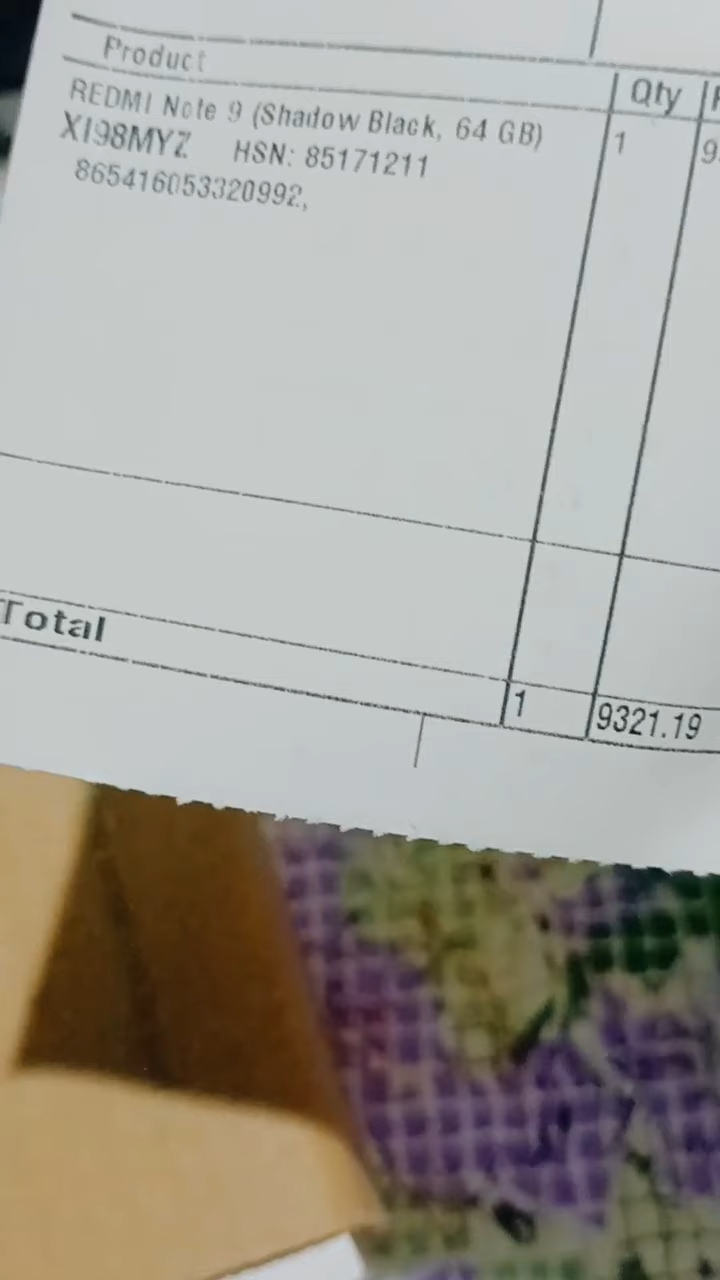 Product
Qty
REDMI Note 9 (Shadow Black, 64 GB)
1
XI98MYZ HSN: 85171211
865416053320992,
Total
1
9321.19